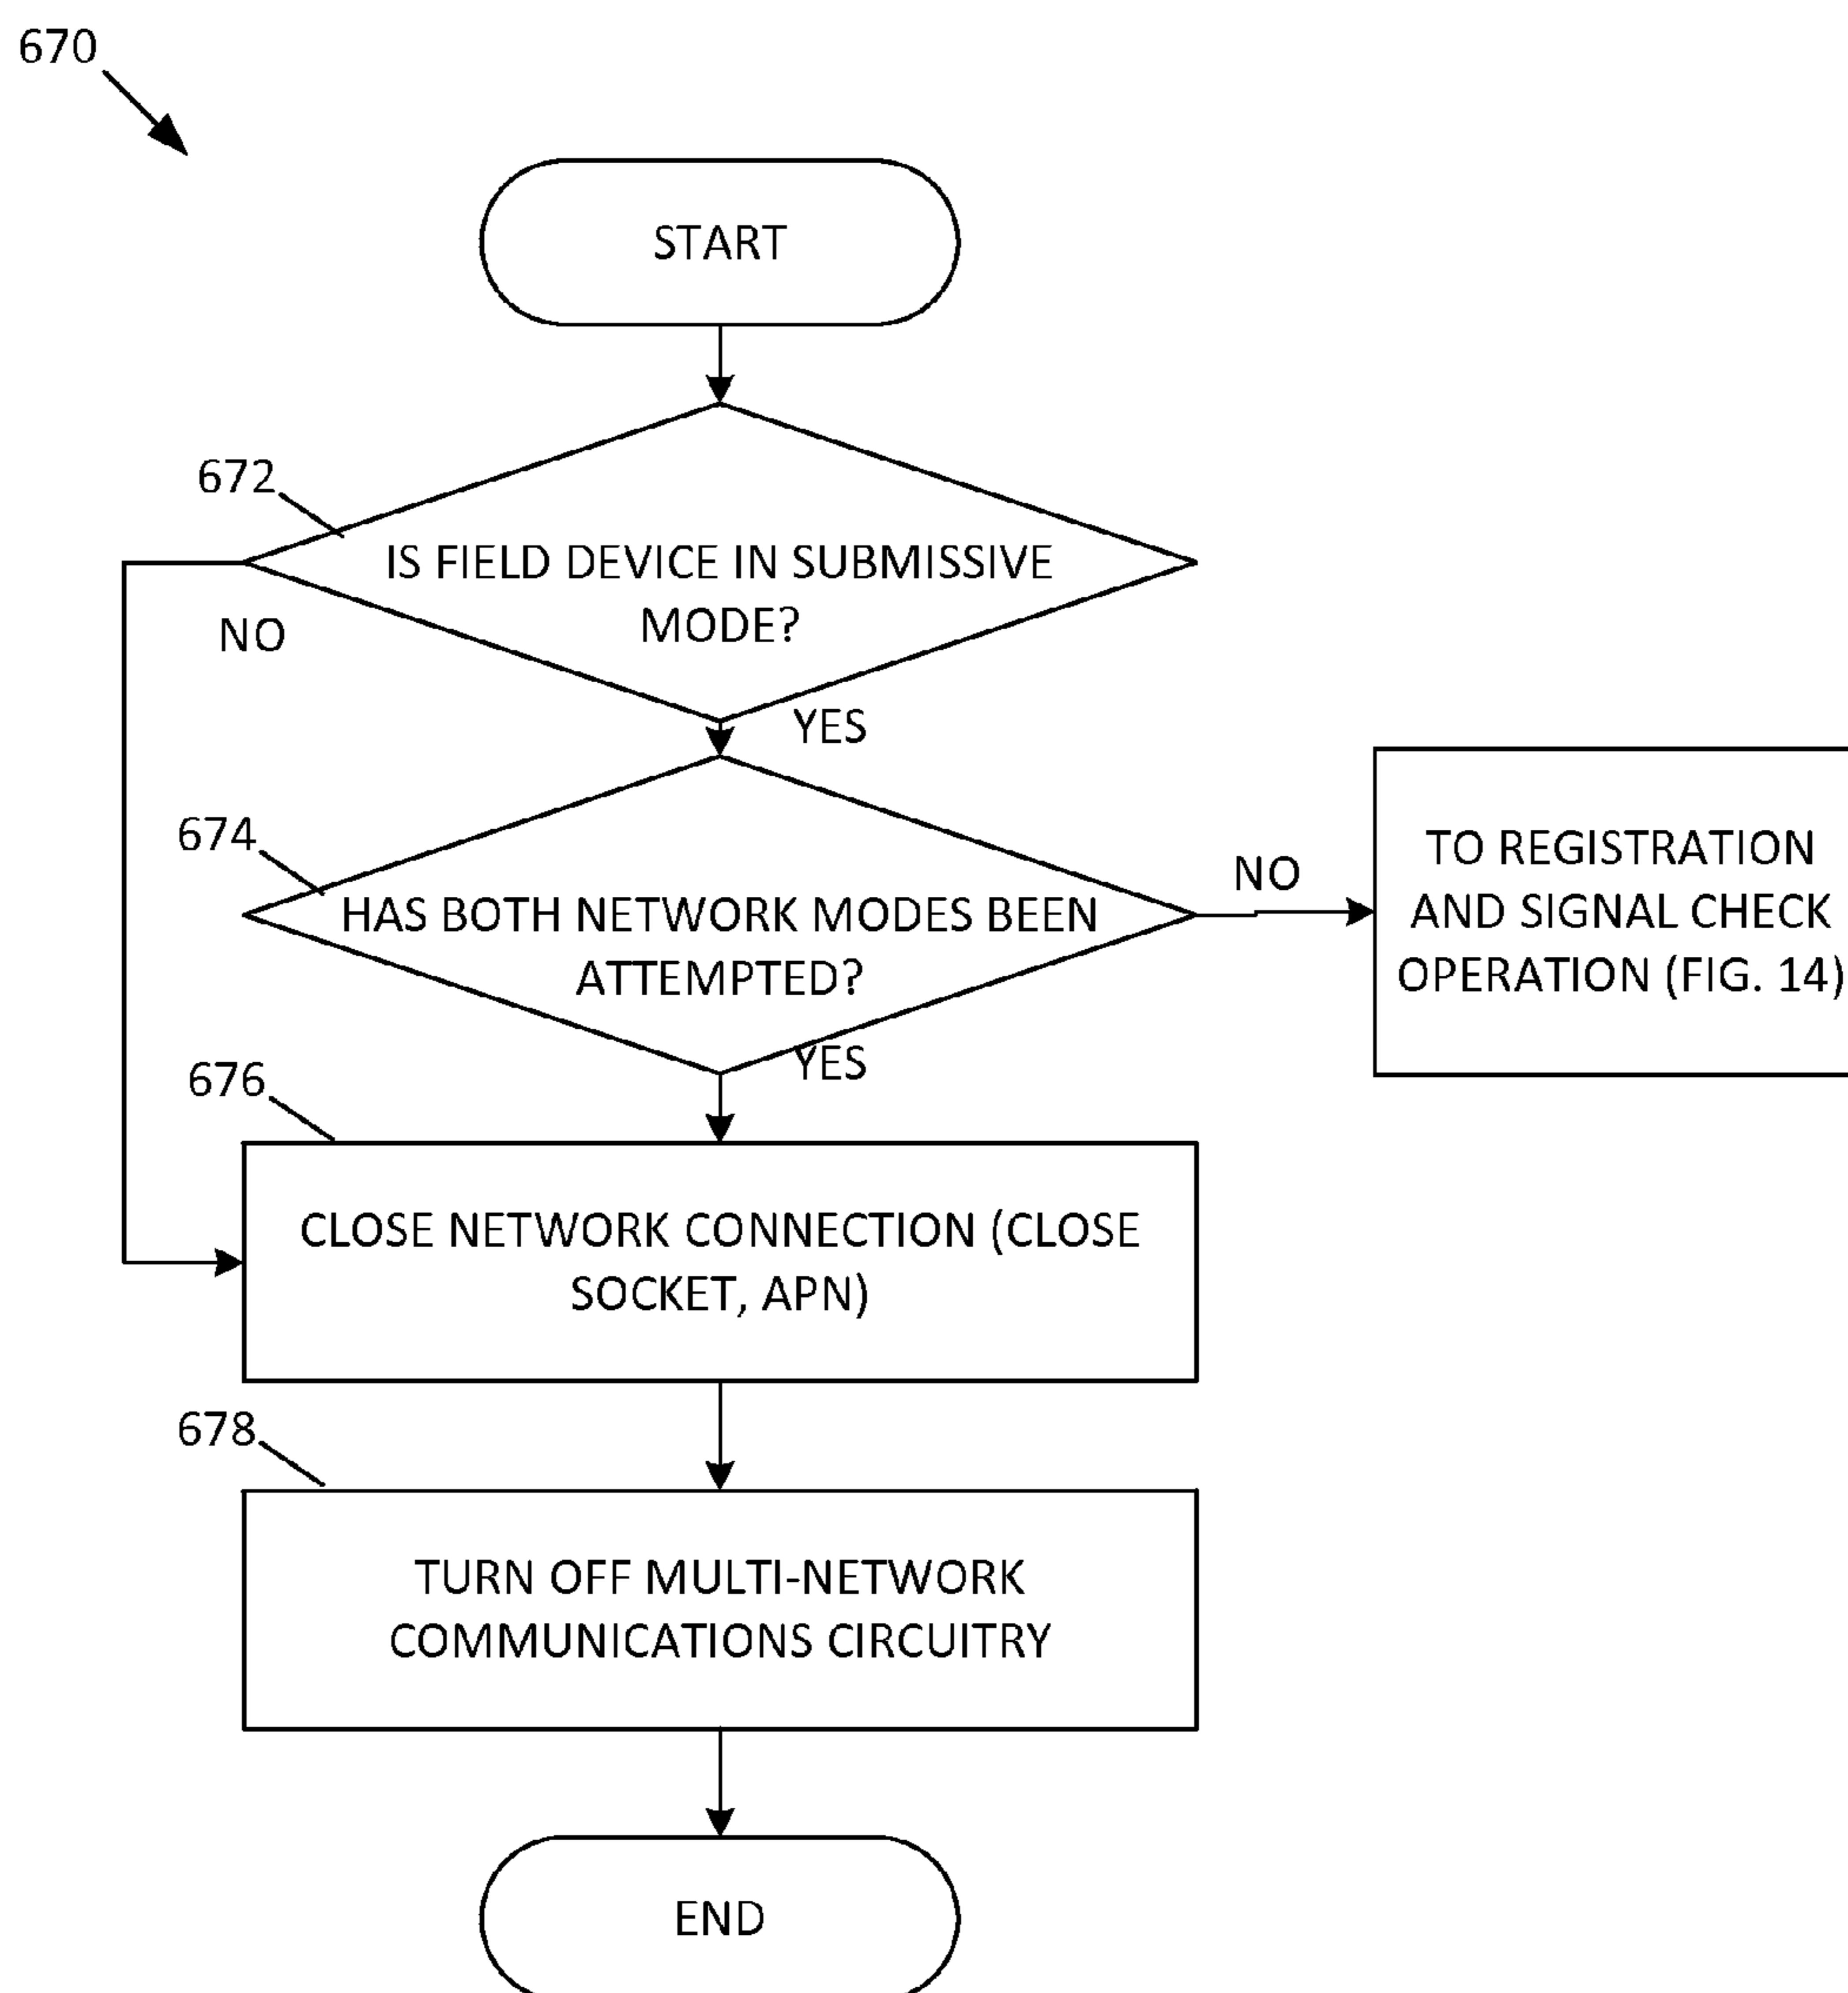 670
START
672
IS FIELD DEVICE IN SUBMISSIVE
MODE?
NO
YES
674
HAS BOTH NETWORK MODES BEEN
ATTEMPTED?
NO
TO REGISTRATION
AND SIGNAL CHECK
OPERATION (FIG. 14)
YES
676
CLOSE NETWORK CONNECTION (CLOSE
SOCKET, APN)
678
TURN OFF MULTI-NETWORK
COMMUNICATIONS CIRCUITRY
END